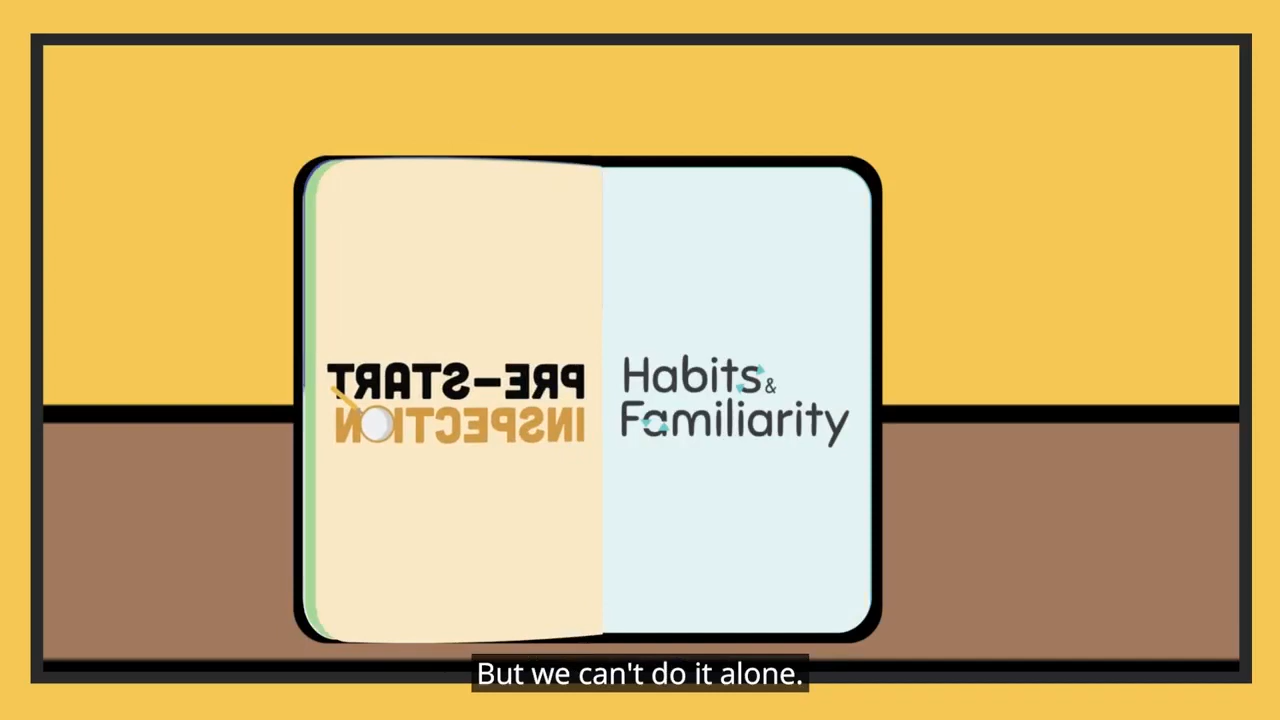 PRE-START
INSPECTION
Habits &
Familiarity
But we can't do it alone.